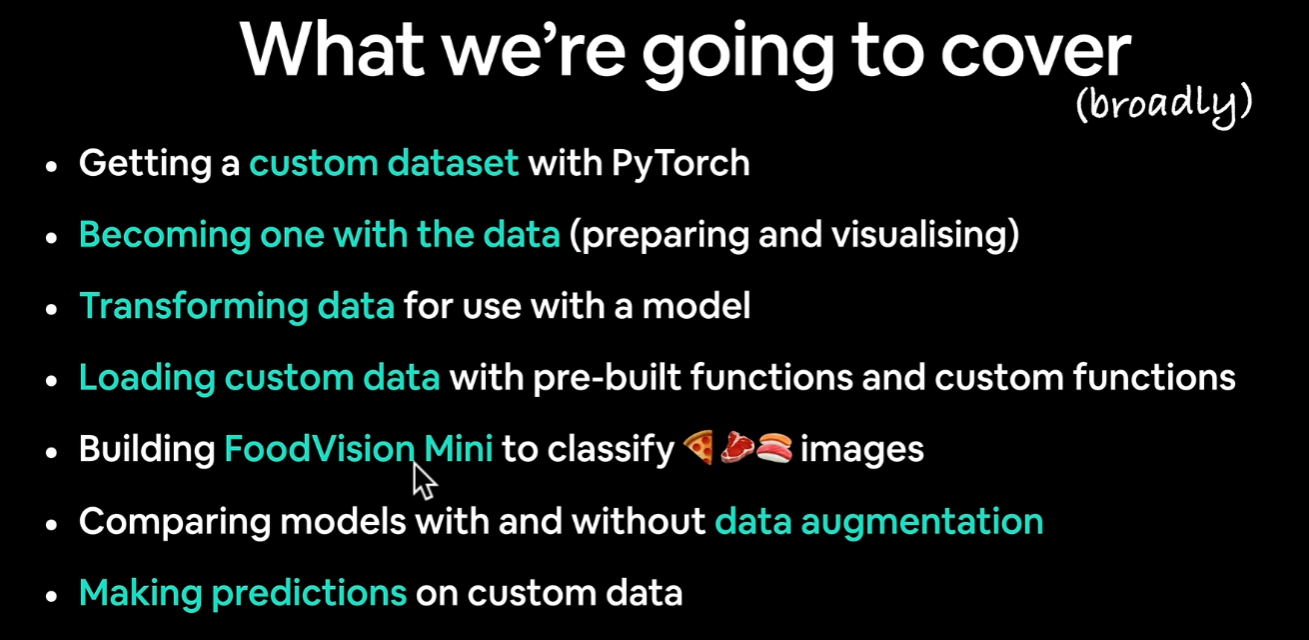 What we're going to cover
(broadly)
• Getting a custom dataset with PyTorch
• Becoming one with the data (preparing and visualising)
• Transforming data for use with a model
• Loading custom data with pre-built functions and custom functions
• Building FoodVision Mini to classify 🍕🥩🍣 images
• Comparing models with and without data augmentation
• Making predictions on custom data